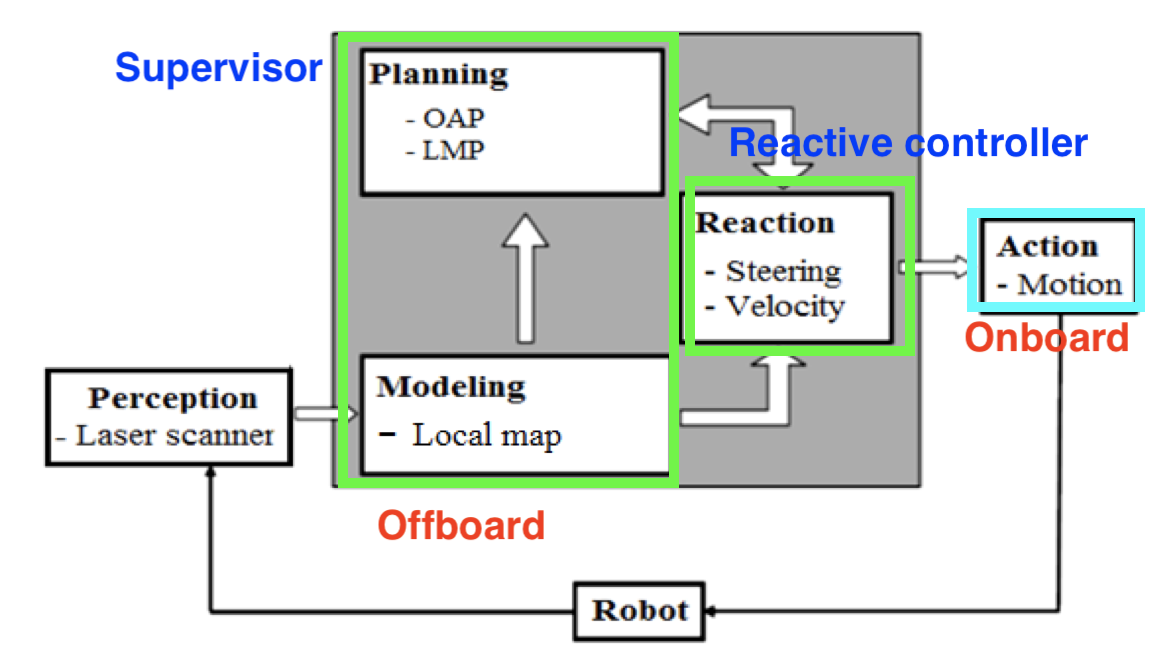 Supervisor
Planning
- OAP
- LMP
Reactive controller
Reaction
- Steering
- Velocity
Action
- Motion
Onboard
Perception
- Laser scanner
Modeling
- Local map
Offboard
Robot